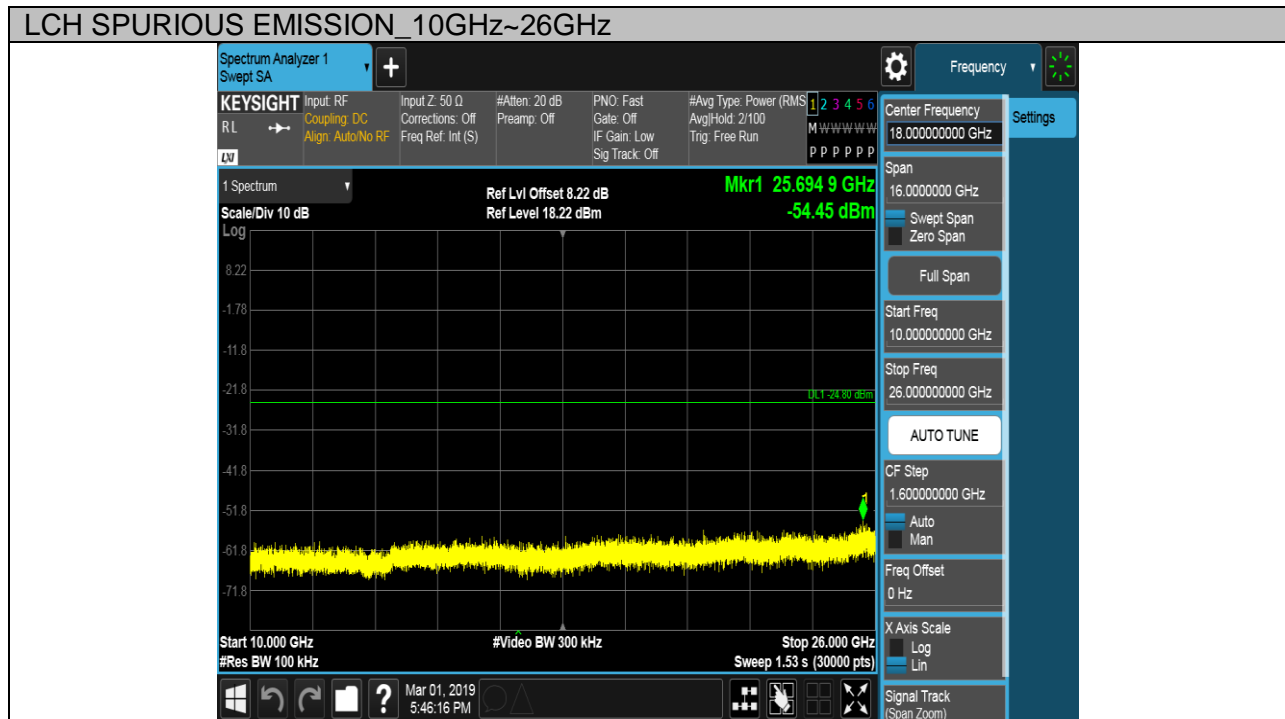 LCH SPURIOUS EMISSION_10GHz~26GHz
Spectrum Analyzer 1
Swept SA
+
Frequency
KEYSIGHT
RL
LXI
Input: RF
Coupling: DC
Align: Auto/No RF
Input Z: 50 Ω
Corrections: Off
Freq Ref: Int (S)
#Atten: 20 dB
Preamp: Off
PNO: Fast
Gate: Off
IF Gain: Low
Sig Track: Off
#Avg Type: Power (RMS
Avg|Hold: 2/100
Trig: Free Run
1 2 3 4 5 6
M W W W W W
P P P P P P
1 Spectrum
Scale/Div 10 dB
Log
Ref Lvl Offset 8.22 dB
Ref Level 18.22 dBm
Mkr1 25.694 9 GHz
-54.45 dBm
8.22
-1.78
-11.8
-21.8
DL1 -24.80 dBm
-31.8
-41.8
1
-51.8
-61.8
-71.8
Start 10.000 GHz
#Res BW 100 kHz
#Video BW 300 kHz
Stop 26.000 GHz
Sweep 1.53 s (30000 pts)
?
Mar 01, 2019
5:46:16 PM
Center Frequency
18.000000000 GHz
Settings
Span
16.0000000 GHz
Swept Span
Zero Span
Full Span
Start Freq
10.000000000 GHz
Stop Freq
26.000000000 GHz
AUTO TUNE
CF Step
1.600000000 GHz
Auto
Man
Freq Offset
0 Hz
X Axis Scale
Log
Lin
Signal Track
(Span Zoom)